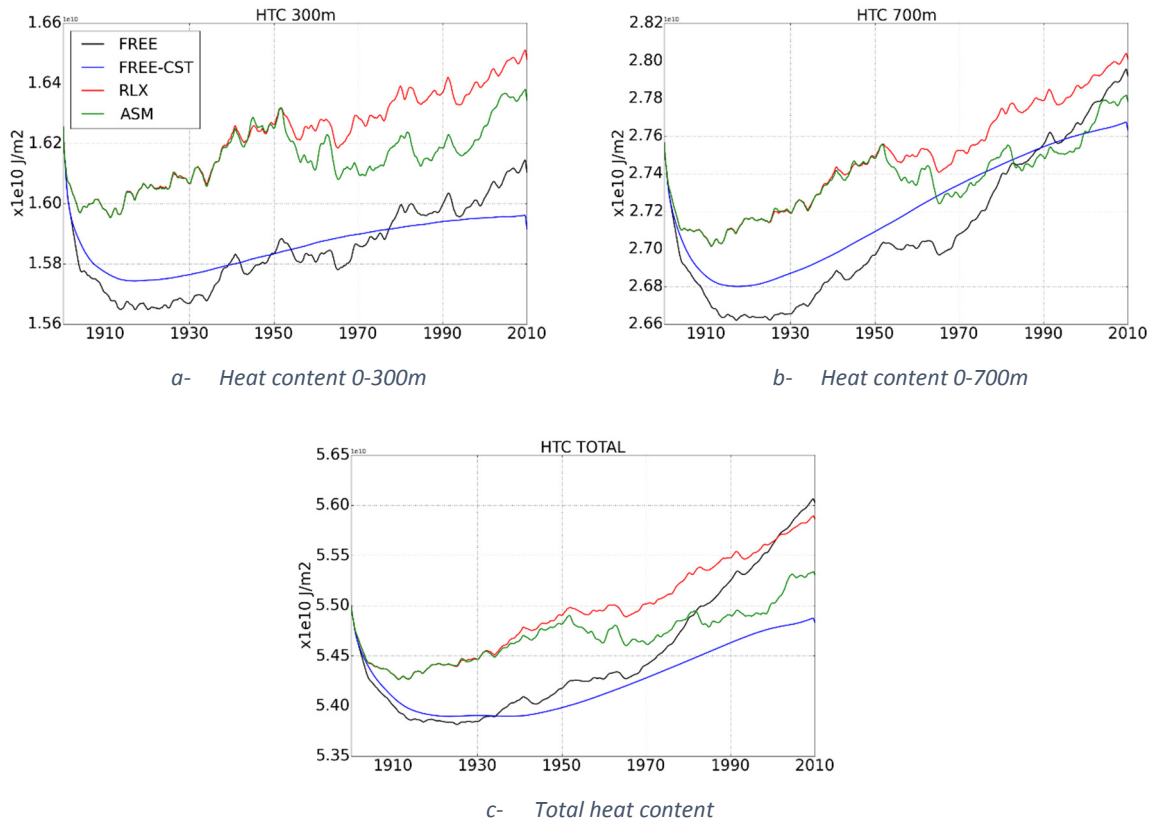 HTC 300m
1e10
1.66
1.64
1.62
1.60
1.58
1.56
x1e10 J/m2
FREE
FREE-CST
RLX
ASM
1910 1930 1950 1970 1990 2010
a- Heat content 0-300m
HTC 700m
1e10
2.82
2.80
2.78
2.76
2.74
2.72
2.70
2.68
2.66
x1e10 J/m2
1910 1930 1950 1970 1990 2010
b- Heat content 0-700m
HTC TOTAL
1e10
5.65
5.60
5.55
5.50
5.45
5.40
5.35
x1e10 J/m2
1910 1930 1950 1970 1990 2010
c- Total heat content